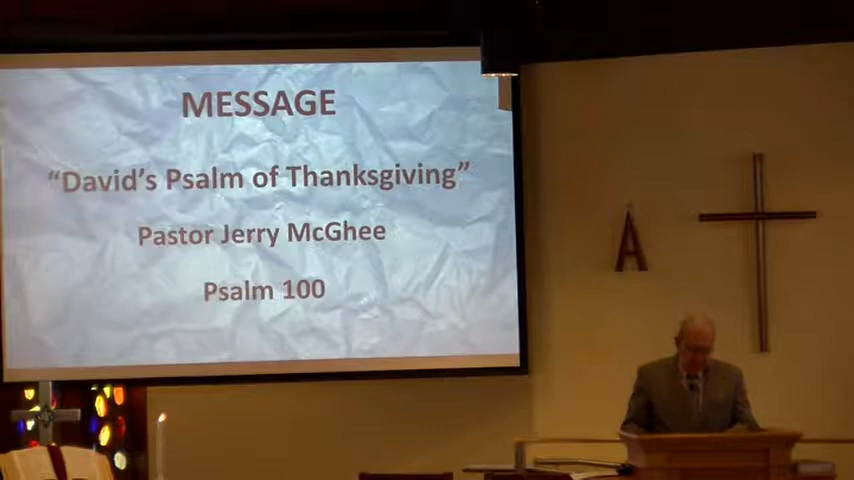 MESSAGE
“David’s Psalm of Thanksgiving”
Pastor Jerry McGhee
Psalm 100
A